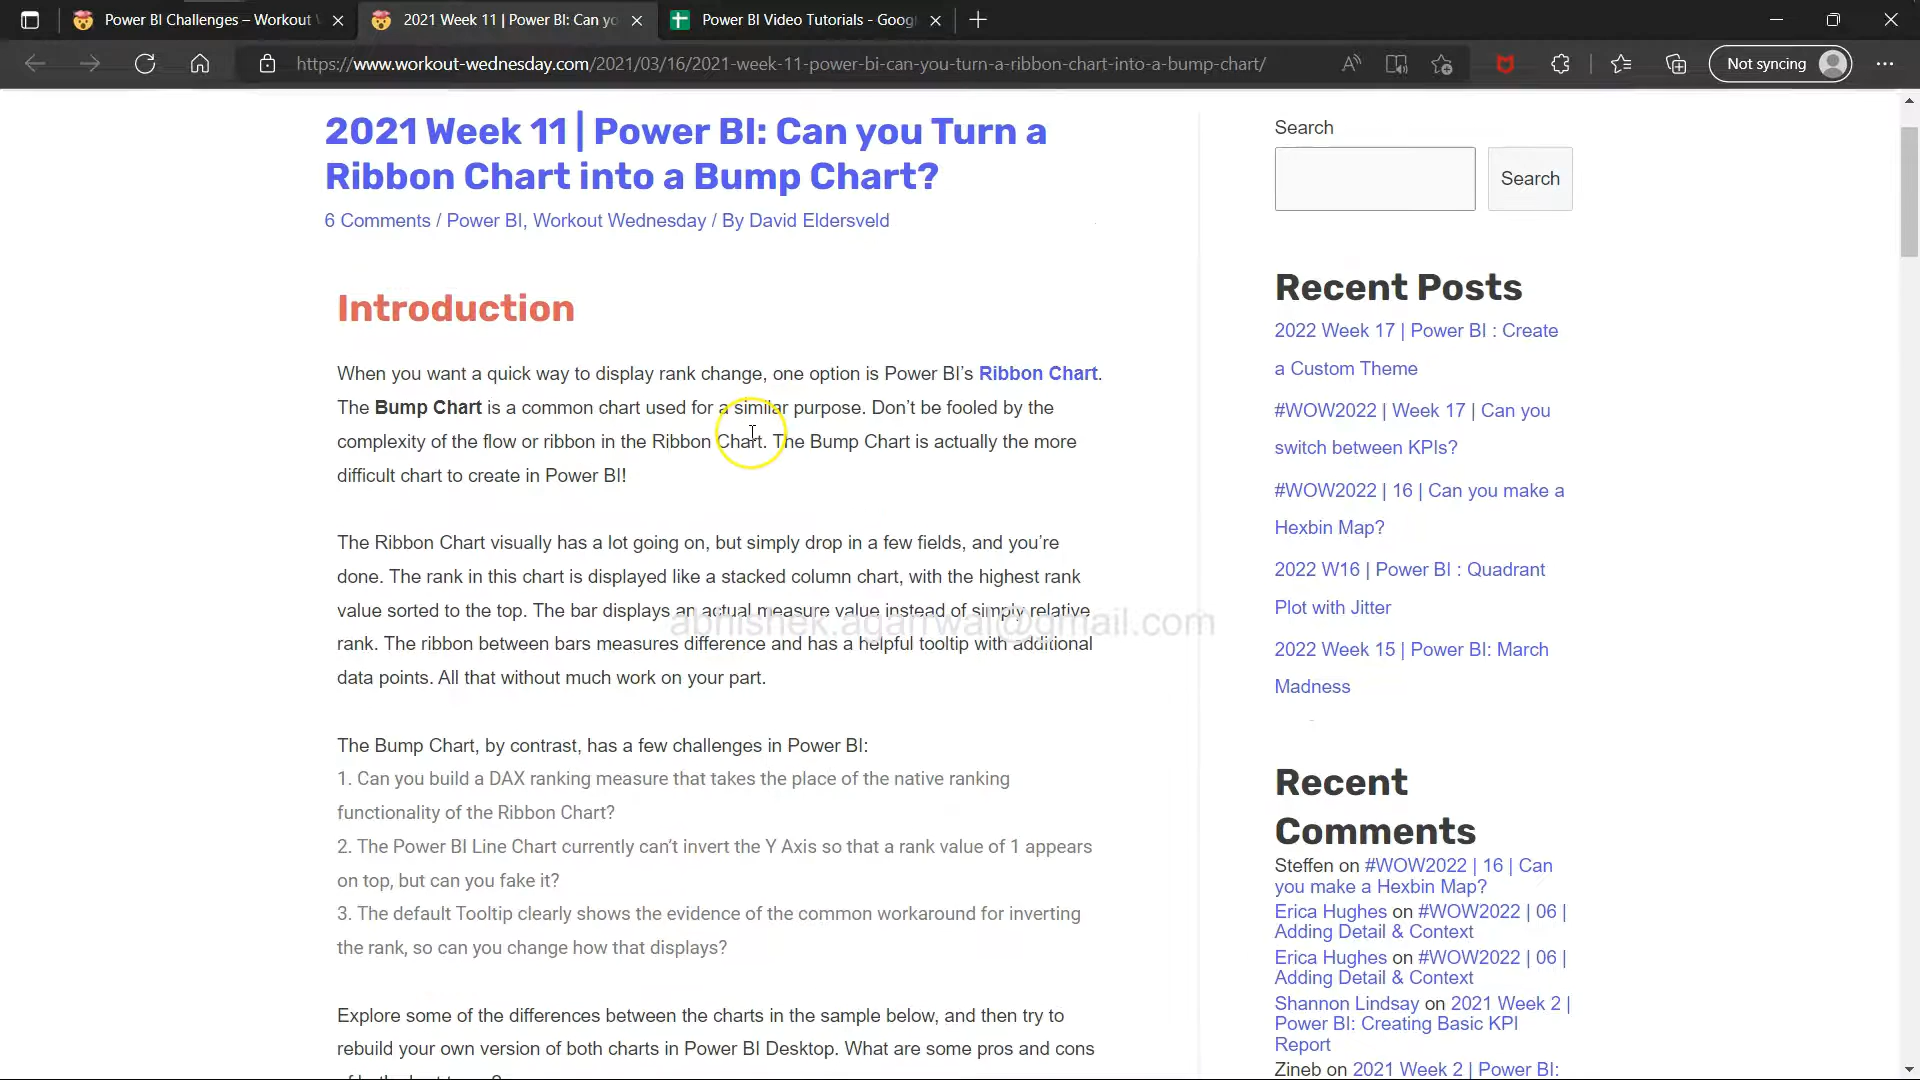 Power BI Challenges – Workout
2021 Week 11 | Power BI: Can yo
Power BI Video Tutorials - Goog
https://www.workout-wednesday.com/2021/03/16/2021-week-11-power-bi-can-you-turn-a-ribbon-chart-into-a-bump-chart/
Not syncing
2021 Week 11 | Power BI: Can you Turn a
Ribbon Chart into a Bump Chart?
6 Comments / Power BI, Workout Wednesday / By David Eldersveld
Introduction
When you want a quick way to display rank change, one option is Power BI’s Ribbon Chart.
The Bump Chart is a common chart used for a similar purpose. Don’t be fooled by the
complexity of the flow or ribbon in the Ribbon Chart. The Bump Chart is actually the more
difficult chart to create in Power BI!
The Ribbon Chart visually has a lot going on, but simply drop in a few fields, and you’re
done. The rank in this chart is displayed like a stacked column chart, with the highest rank
value sorted to the top. The bar displays an actual measure value instead of simply relative
abhishek.agarrwal@gmail.com
rank. The ribbon between bars measures difference and has a helpful tooltip with additional
data points. All that without much work on your part.
The Bump Chart, by contrast, has a few challenges in Power BI:
1. Can you build a DAX ranking measure that takes the place of the native ranking
functionality of the Ribbon Chart?
2. The Power BI Line Chart currently can’t invert the Y Axis so that a rank value of 1 appears
on top, but can you fake it?
3. The default Tooltip clearly shows the evidence of the common workaround for inverting
the rank, so can you change how that displays?
Explore some of the differences between the charts in the sample below, and then try to
rebuild your own version of both charts in Power BI Desktop. What are some pros and cons
Search
Search
Recent Posts
2022 Week 17 | Power BI : Create
a Custom Theme
#WOW2022 | Week 17 | Can you
switch between KPIs?
#WOW2022 | 16 | Can you make a
Hexbin Map?
2022 W16 | Power BI : Quadrant
Plot with Jitter
2022 Week 15 | Power BI: March
Madness
Recent
Comments
Steffen on #WOW2022 | 16 | Can
you make a Hexbin Map?
Erica Hughes on #WOW2022 | 06 |
Adding Detail & Context
Erica Hughes on #WOW2022 | 06 |
Adding Detail & Context
Shannon Lindsay on 2021 Week 2 |
Power BI: Creating Basic KPI
Report
Zineb on 2021 Week 2 | Power BI: